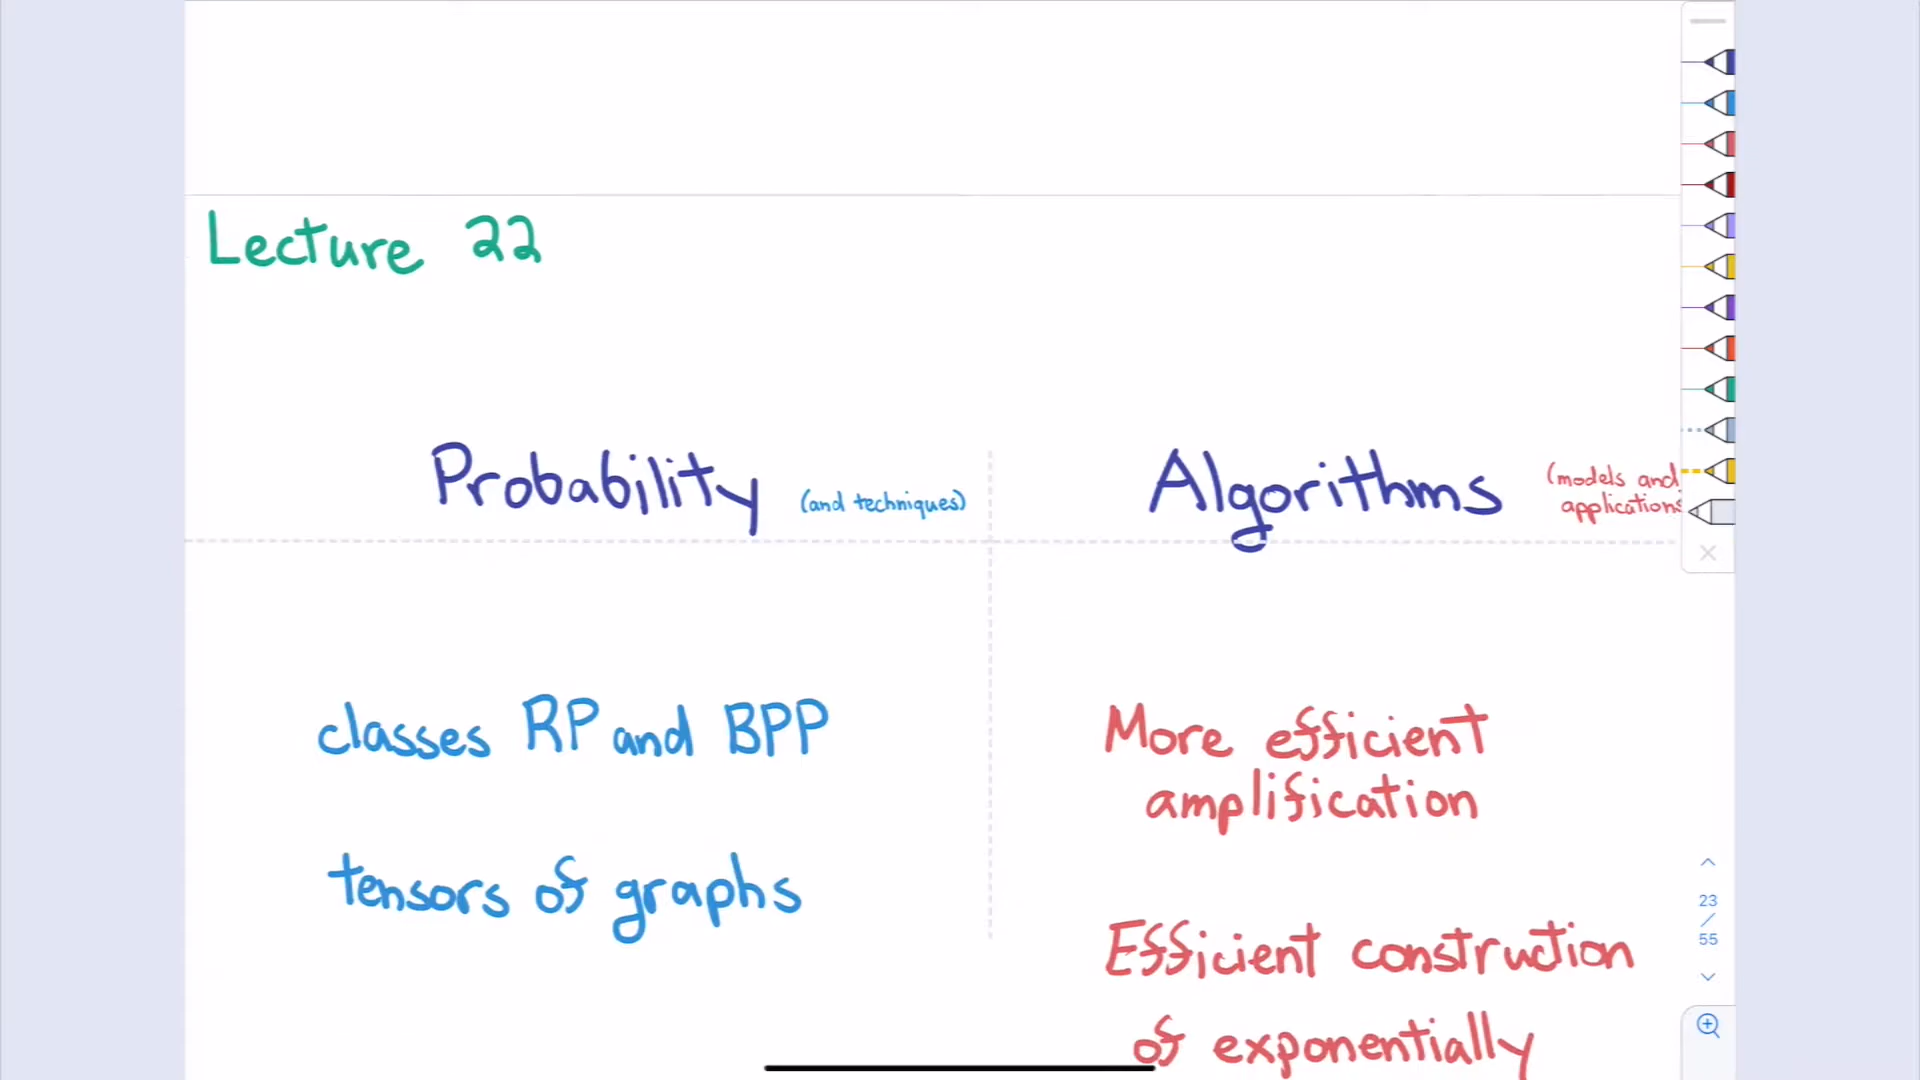 Lecture 22
Probability (and techniques)
Algorithms (models and
applications
classes RP and BPP
tensors of graphs
More efficient
amplification
Efficient construction
of exponentially
23
/
55